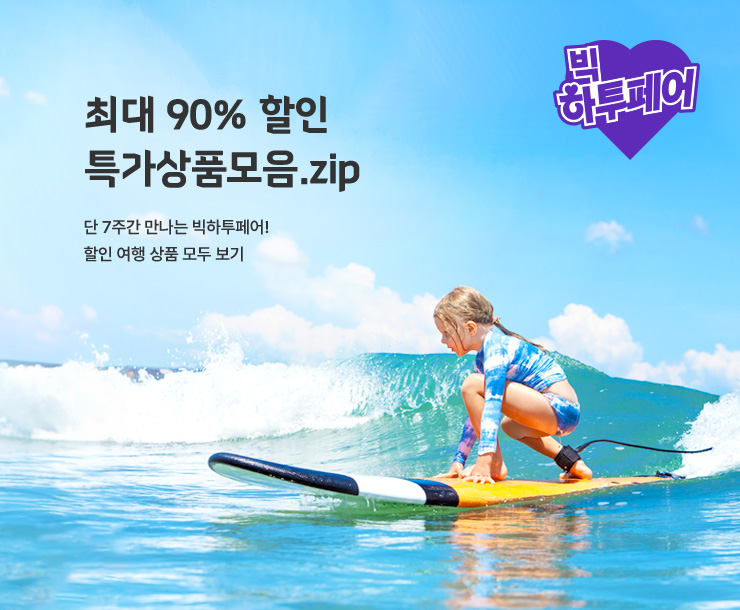 최대 90% 할인
특가상품모음.zip
단 7주간 만나는 빅하투페어!
할인 여행 상품 모두 보기
빅
하투페어